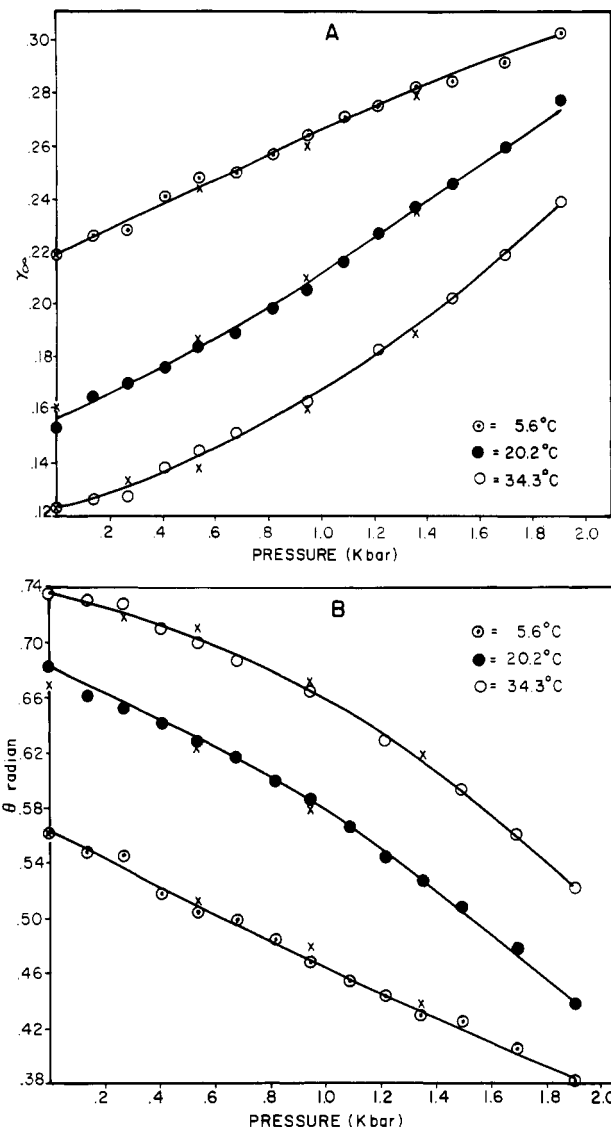 A
.30
.28
.26
.24
.22
.20
.18
.16
.14
.12
γ∞
⊙ = 5.6°C
● = 20.2°C
○ = 34.3°C
.2 .4 .6 .8 1.0 1.2 1.4 1.6 1.8 2.0
PRESSURE (Kbar)
B
.74
.70
.66
.62
.58
.54
.50
.46
.42
.38
θ radian
⊙ = 5.6°C
● = 20.2°C
○ = 34.3°C
.2 .4 .6 .8 1.0 1.2 1.4 1.6 1.8 2.0
PRESSURE (Kbar)